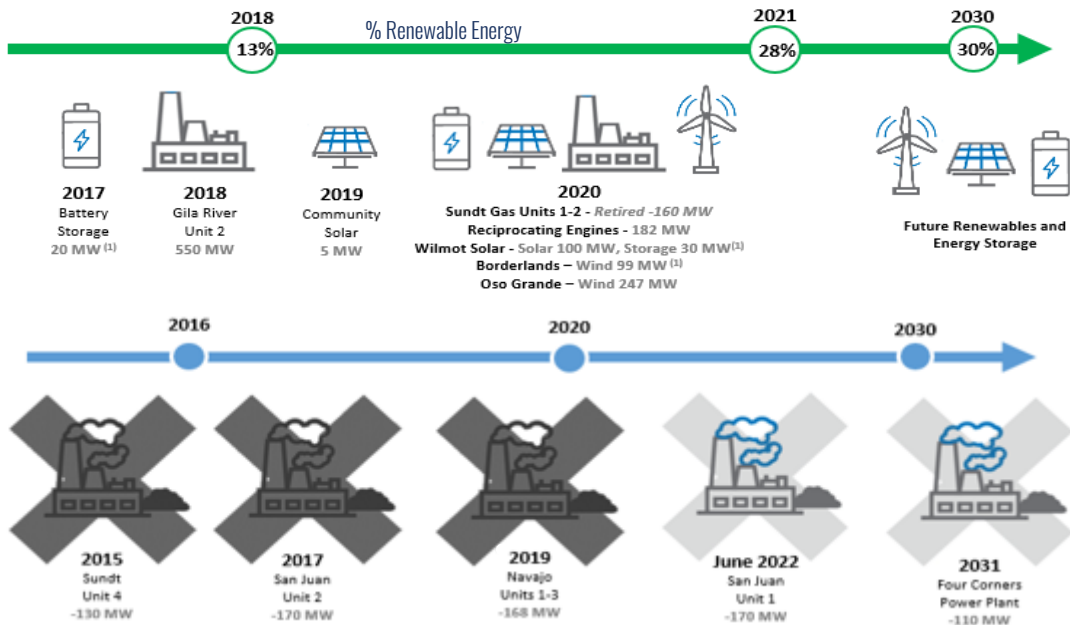 % Renewable Energy
2018
2021
2030
13%
28%
30%
2017
Battery
Storage
20 MW (1)
2018
Gila River
Unit 2
550 MW
2019
Community
Solar
5 MW
2020
Sundt Gas Units 1-2 - Retired -160 MW
Reciprocating Engines - 182 MW
Wilmot Solar - Solar 100 MW, Storage 30 MW(1)
Borderlands – Wind 99 MW (1)
Oso Grande – Wind 247 MW
Future Renewables and
Energy Storage
2016
2020
2030
2015
Sundt
Unit 4
-130 MW
2017
San Juan
Unit 2
-170 MW
2019
Navajo
Units 1-3
-168 MW
June 2022
San Juan
Unit 1
-170 MW
2031
Four Corners
Power Plant
-110 MW